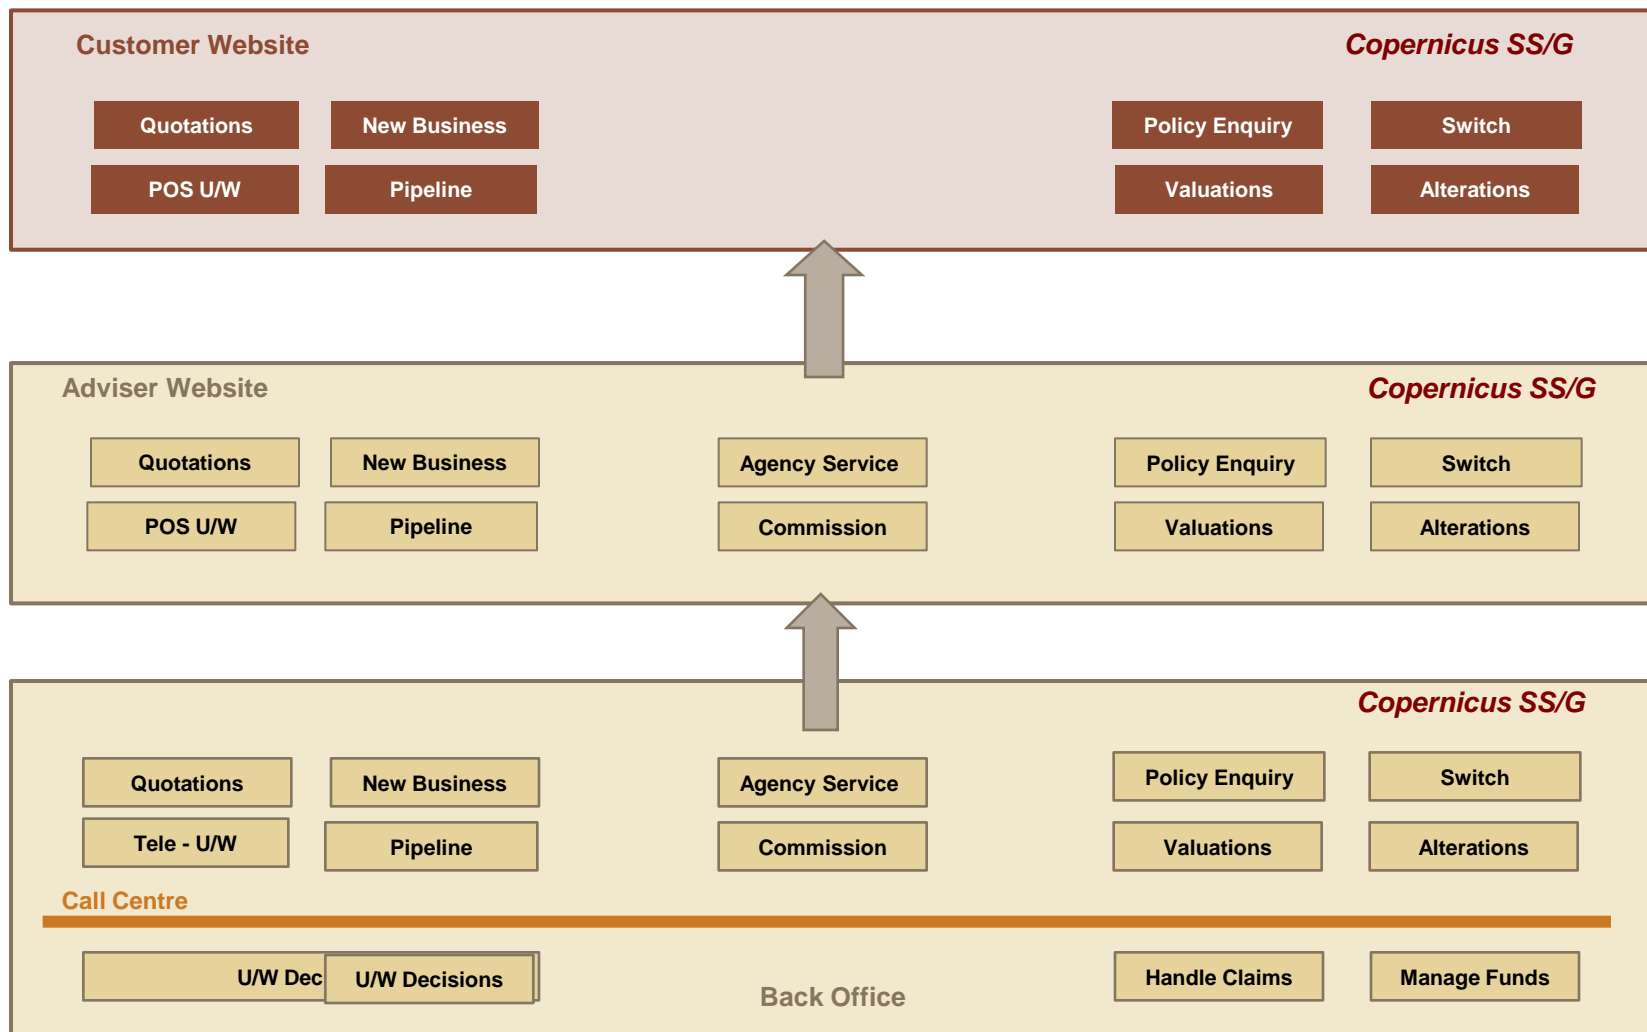 Customer Website
Copernicus SS/G
Quotations
New Business
Policy Enquiry
Switch
POS U/W
Pipeline
Valuations
Alterations
Adviser Website
Copernicus SS/G
Quotations
New Business
Agency Service
Policy Enquiry
Switch
POS U/W
Pipeline
Commission
Valuations
Alterations
Copernicus SS/G
Quotations
New Business
Agency Service
Policy Enquiry
Switch
Tele - U/W
Pipeline
Commission
Valuations
Alterations
Call Centre
U/W Dec
U/W Decisions
Handle Claims
Manage Funds
Back Office